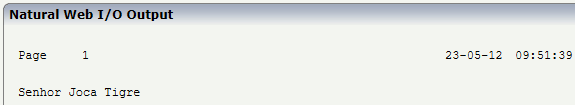 Natural Web I/O Output
Page 1 23-05-12 09:51:39
Senhor Joca Tigre